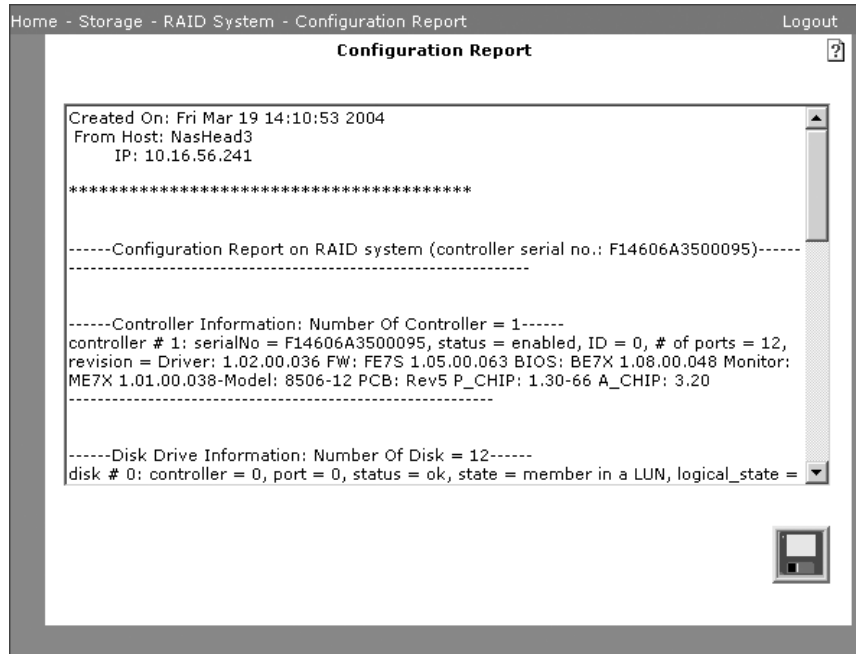 Home - Storage - RAID System - Configuration Report Logout
Configuration Report
?
Created On: Fri Mar 19 14:10:53 2004
From Host: NasHead3
IP: 10.16.56.241
****************************************
------Configuration Report on RAID system (controller serial no.: F14606A3500095)------
-----------------------------------------------------------------
------Controller Information: Number Of Controller = 1------
controller # 1: serialNo = F14606A3500095, status = enabled, ID = 0, # of ports = 12,
revision = Driver: 1.02.00.036 FW: FE7S 1.05.00.063 BIOS: BE7X 1.08.00.048 Monitor:
ME7X 1.01.00.038-Model: 8506-12 PCB: Rev5 P_CHIP: 1.30-66 A_CHIP: 3.20
------------------------------------------------------------
------Disk Drive Information: Number Of Disk = 12------
disk # 0: controller = 0, port = 0, status = ok, state = member in a LUN, logical_state =